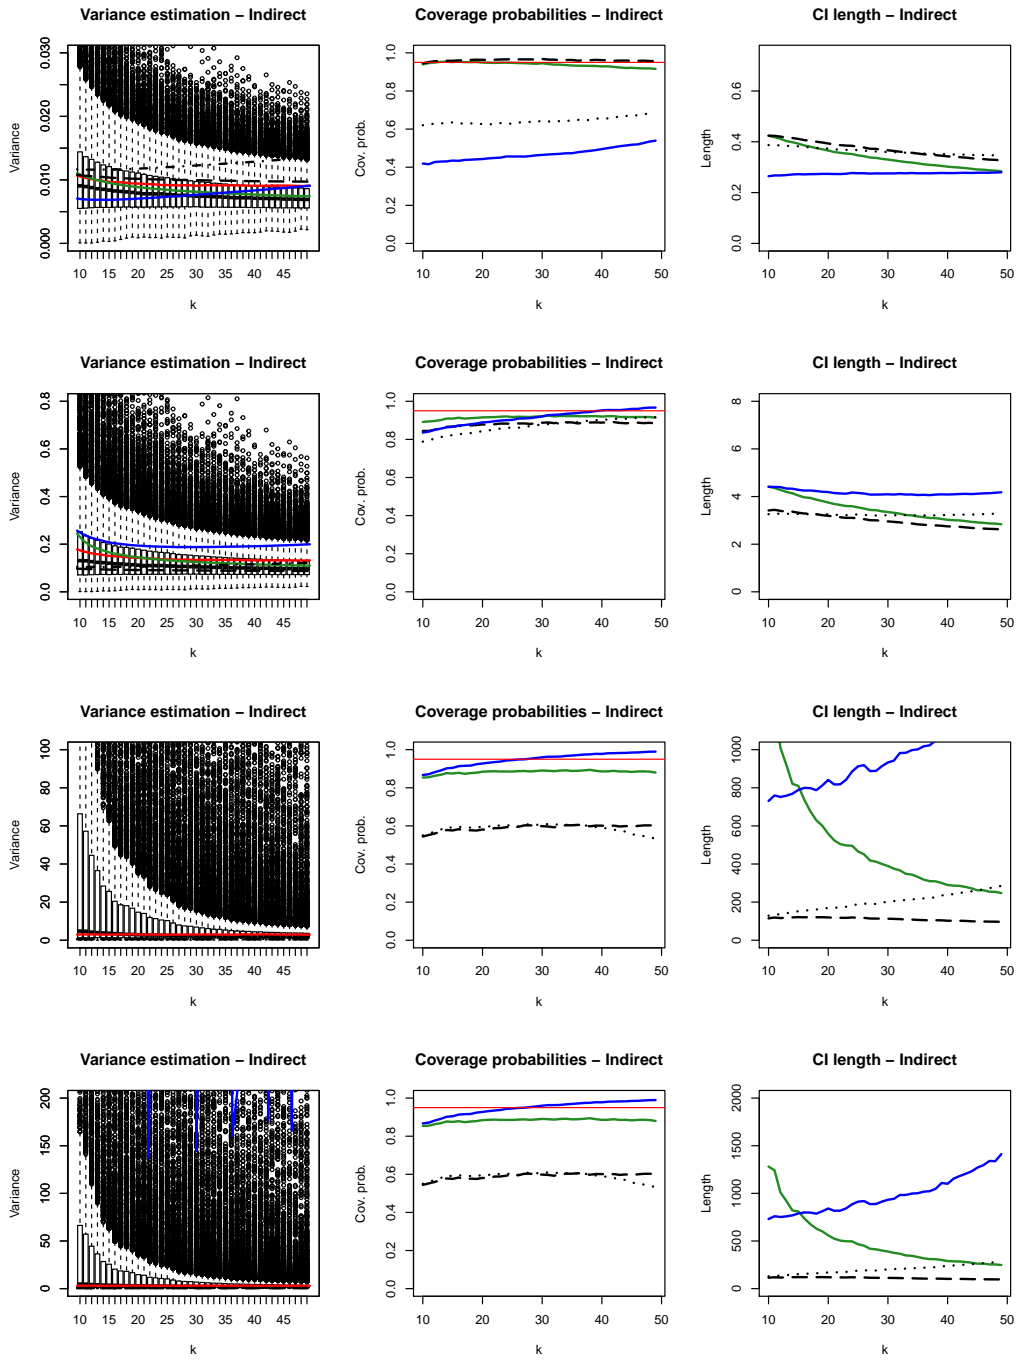 Variance estimation – Indirect
Coverage probabilities – Indirect
CI length – Indirect
Variance
0.000 0.010 0.020 0.030
10 15 20 25 30 35 40 45
k
Cov. prob.
0.0 0.2 0.4 0.6 0.8 1.0
10 20 30 40 50
k
Length
0.0 0.2 0.4 0.6
10 20 30 40 50
k
Variance estimation – Indirect
Coverage probabilities – Indirect
CI length – Indirect
Variance
0.0 0.2 0.4 0.6 0.8
10 15 20 25 30 35 40 45
k
Cov. prob.
0.0 0.2 0.4 0.6 0.8 1.0
10 20 30 40 50
k
Length
0 2 4 6 8
10 20 30 40 50
k
Variance estimation – Indirect
Coverage probabilities – Indirect
CI length – Indirect
Variance
0 20 40 60 80 100
10 15 20 25 30 35 40 45
k
Cov. prob.
0.0 0.2 0.4 0.6 0.8 1.0
10 20 30 40 50
k
Length
0 200 400 600 800 1000
10 20 30 40 50
k
Variance estimation – Indirect
Coverage probabilities – Indirect
CI length – Indirect
Variance
0 50 100 150 200
10 15 20 25 30 35 40 45
k
Cov. prob.
0.0 0.2 0.4 0.6 0.8 1.0
10 20 30 40 50
k
Length
0 500 1000 1500 2000
10 20 30 40 50
k